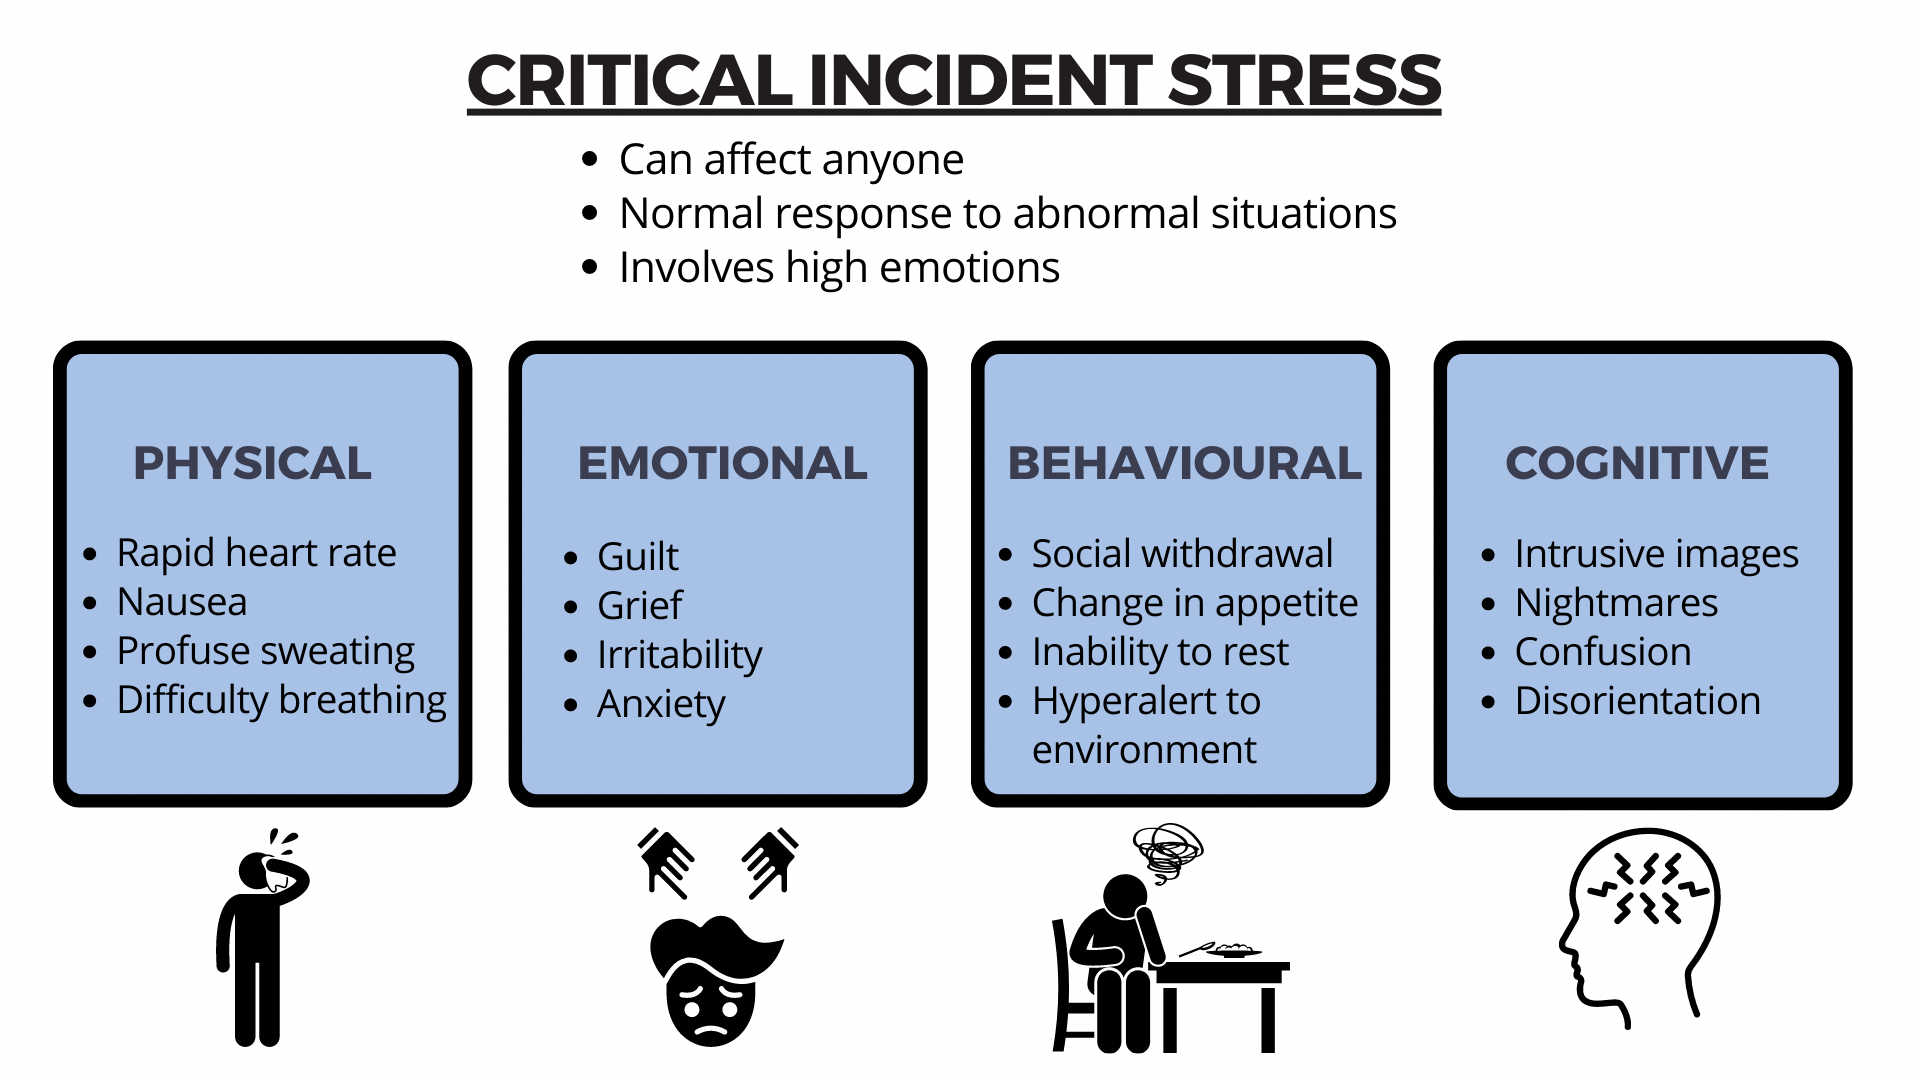 CRITICAL INCIDENT STRESS
• Can affect anyone
• Normal response to abnormal situations
• Involves high emotions
PHYSICAL
• Rapid heart rate
• Nausea
• Profuse sweating
• Difficulty breathing
EMOTIONAL
• Guilt
• Grief
• Irritability
• Anxiety
BEHAVIOURAL
• Social withdrawal
• Change in appetite
• Inability to rest
• Hyperalert to
environment
COGNITIVE
• Intrusive images
• Nightmares
• Confusion
• Disorientation